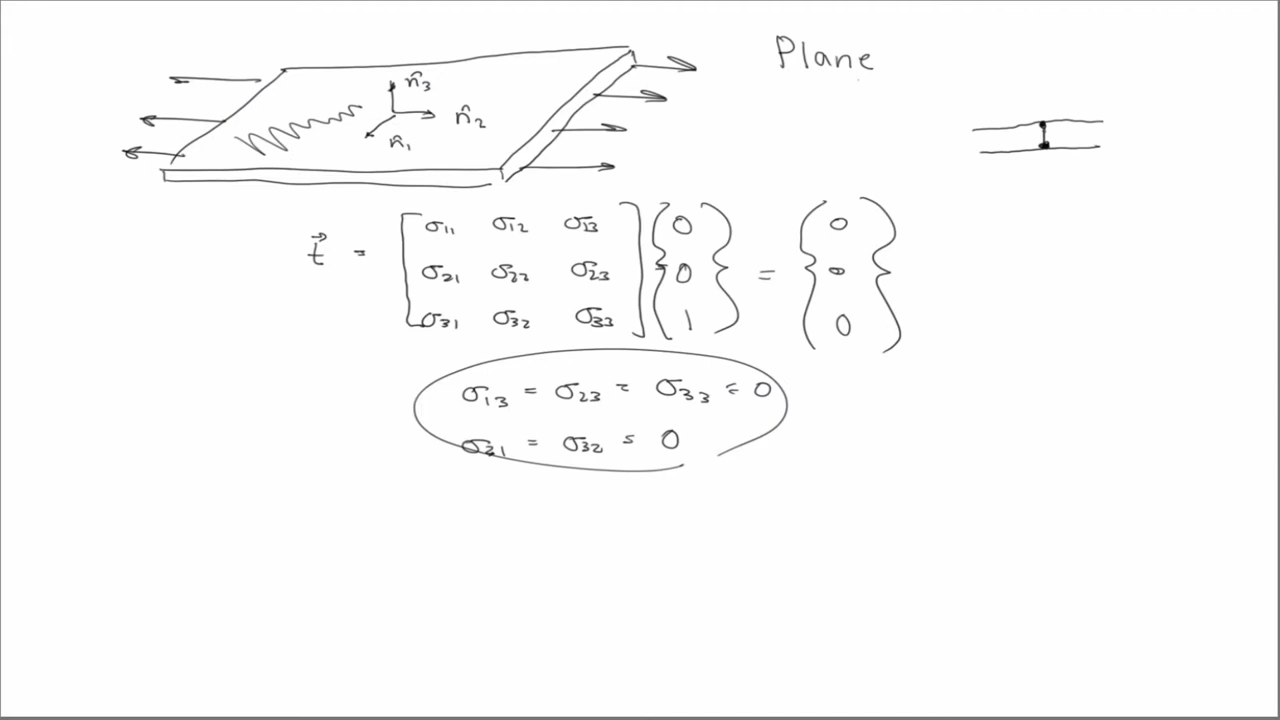 Plane
n̂3
n̂2
n̂1
t⃗ = [σ11 σ12 σ13] {0} {0}
[σ21 σ22 σ23] {0} = {0}
[σ31 σ32 σ33] {1} {0}
σ13 = σ23 = σ33 = 0
σ31 = σ32 = 0